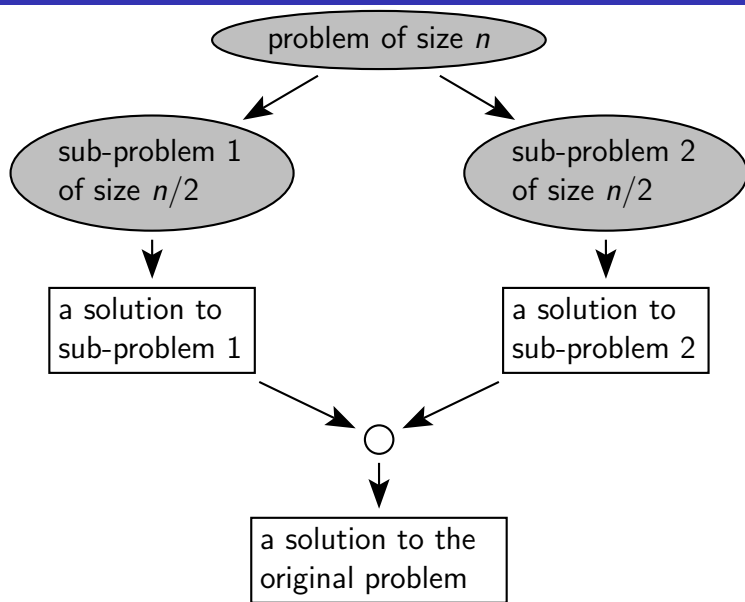 problem of size n
sub-problem 1
of size n/2
sub-problem 2
of size n/2
a solution to
sub-problem 1
a solution to
sub-problem 2
a solution to the
original problem